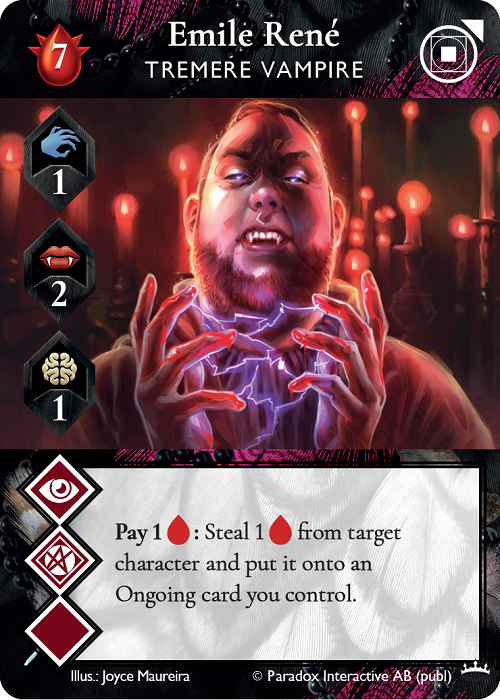 7
Emile René
TREMERE VAMPIRE
1
2
1
Pay 1 : Steal 1 from target
character and put it onto an
Ongoing card you control.
Illus.: Joyce Maureira
© Paradox Interactive AB (publ)